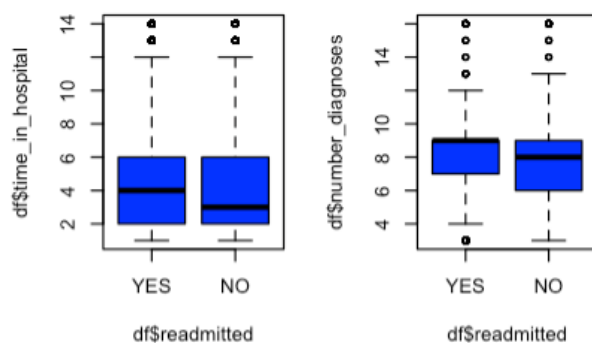 df$time_in_hospital
2
4
6
8
10
14
YES
NO
df$readmitted
df$number_diagnoses
4
6
8
10
14
YES
NO
df$readmitted